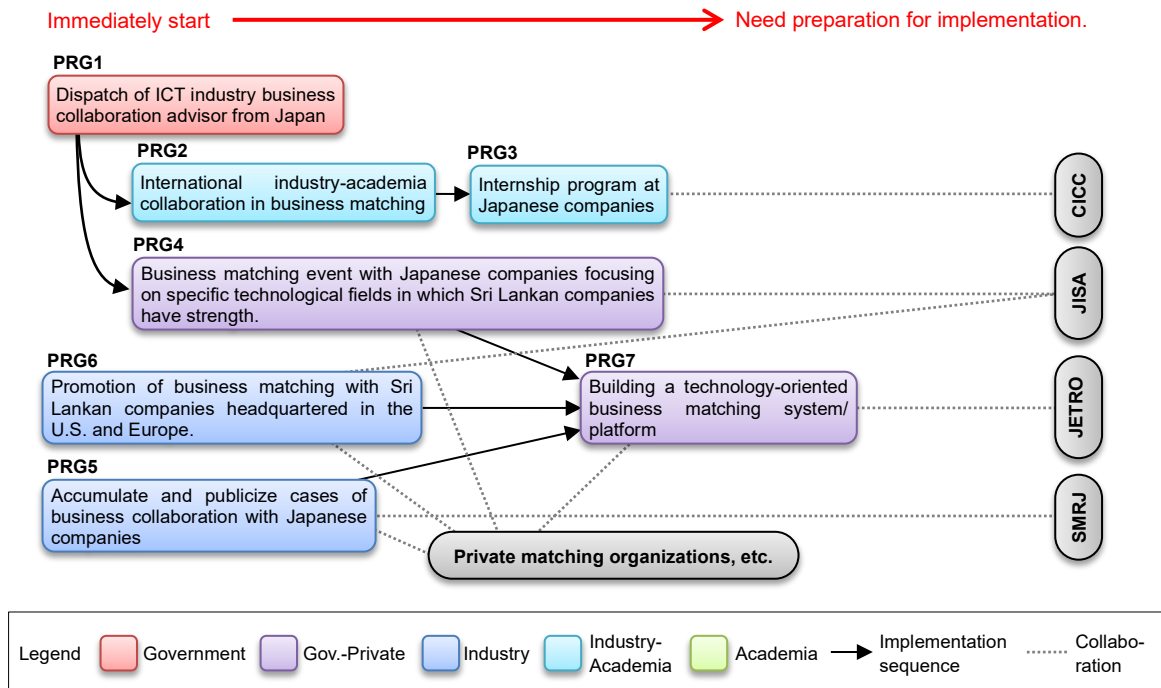 Immediately start
Need preparation for implementation.
PRG1
Dispatch of ICT industry business
collaboration advisor from Japan
PRG2
International industry-academia
collaboration in business matching
PRG3
Internship program at
Japanese companies
CICC
PRG4
Business matching event with Japanese companies focusing
on specific technological fields in which Sri Lankan companies
have strength.
JISA
PRG6
Promotion of business matching with Sri
Lankan companies headquartered in the
U.S. and Europe.
PRG7
Building a technology-oriented
business matching system/
platform
JETRO
PRG5
Accumulate and publicize cases of
business collaboration with Japanese
companies
SMRJ
Private matching organizations, etc.
Legend
Government
Gov.-Private
Industry
Industry-
Academia
Academia
Implementation
sequence
Collabo-
ration